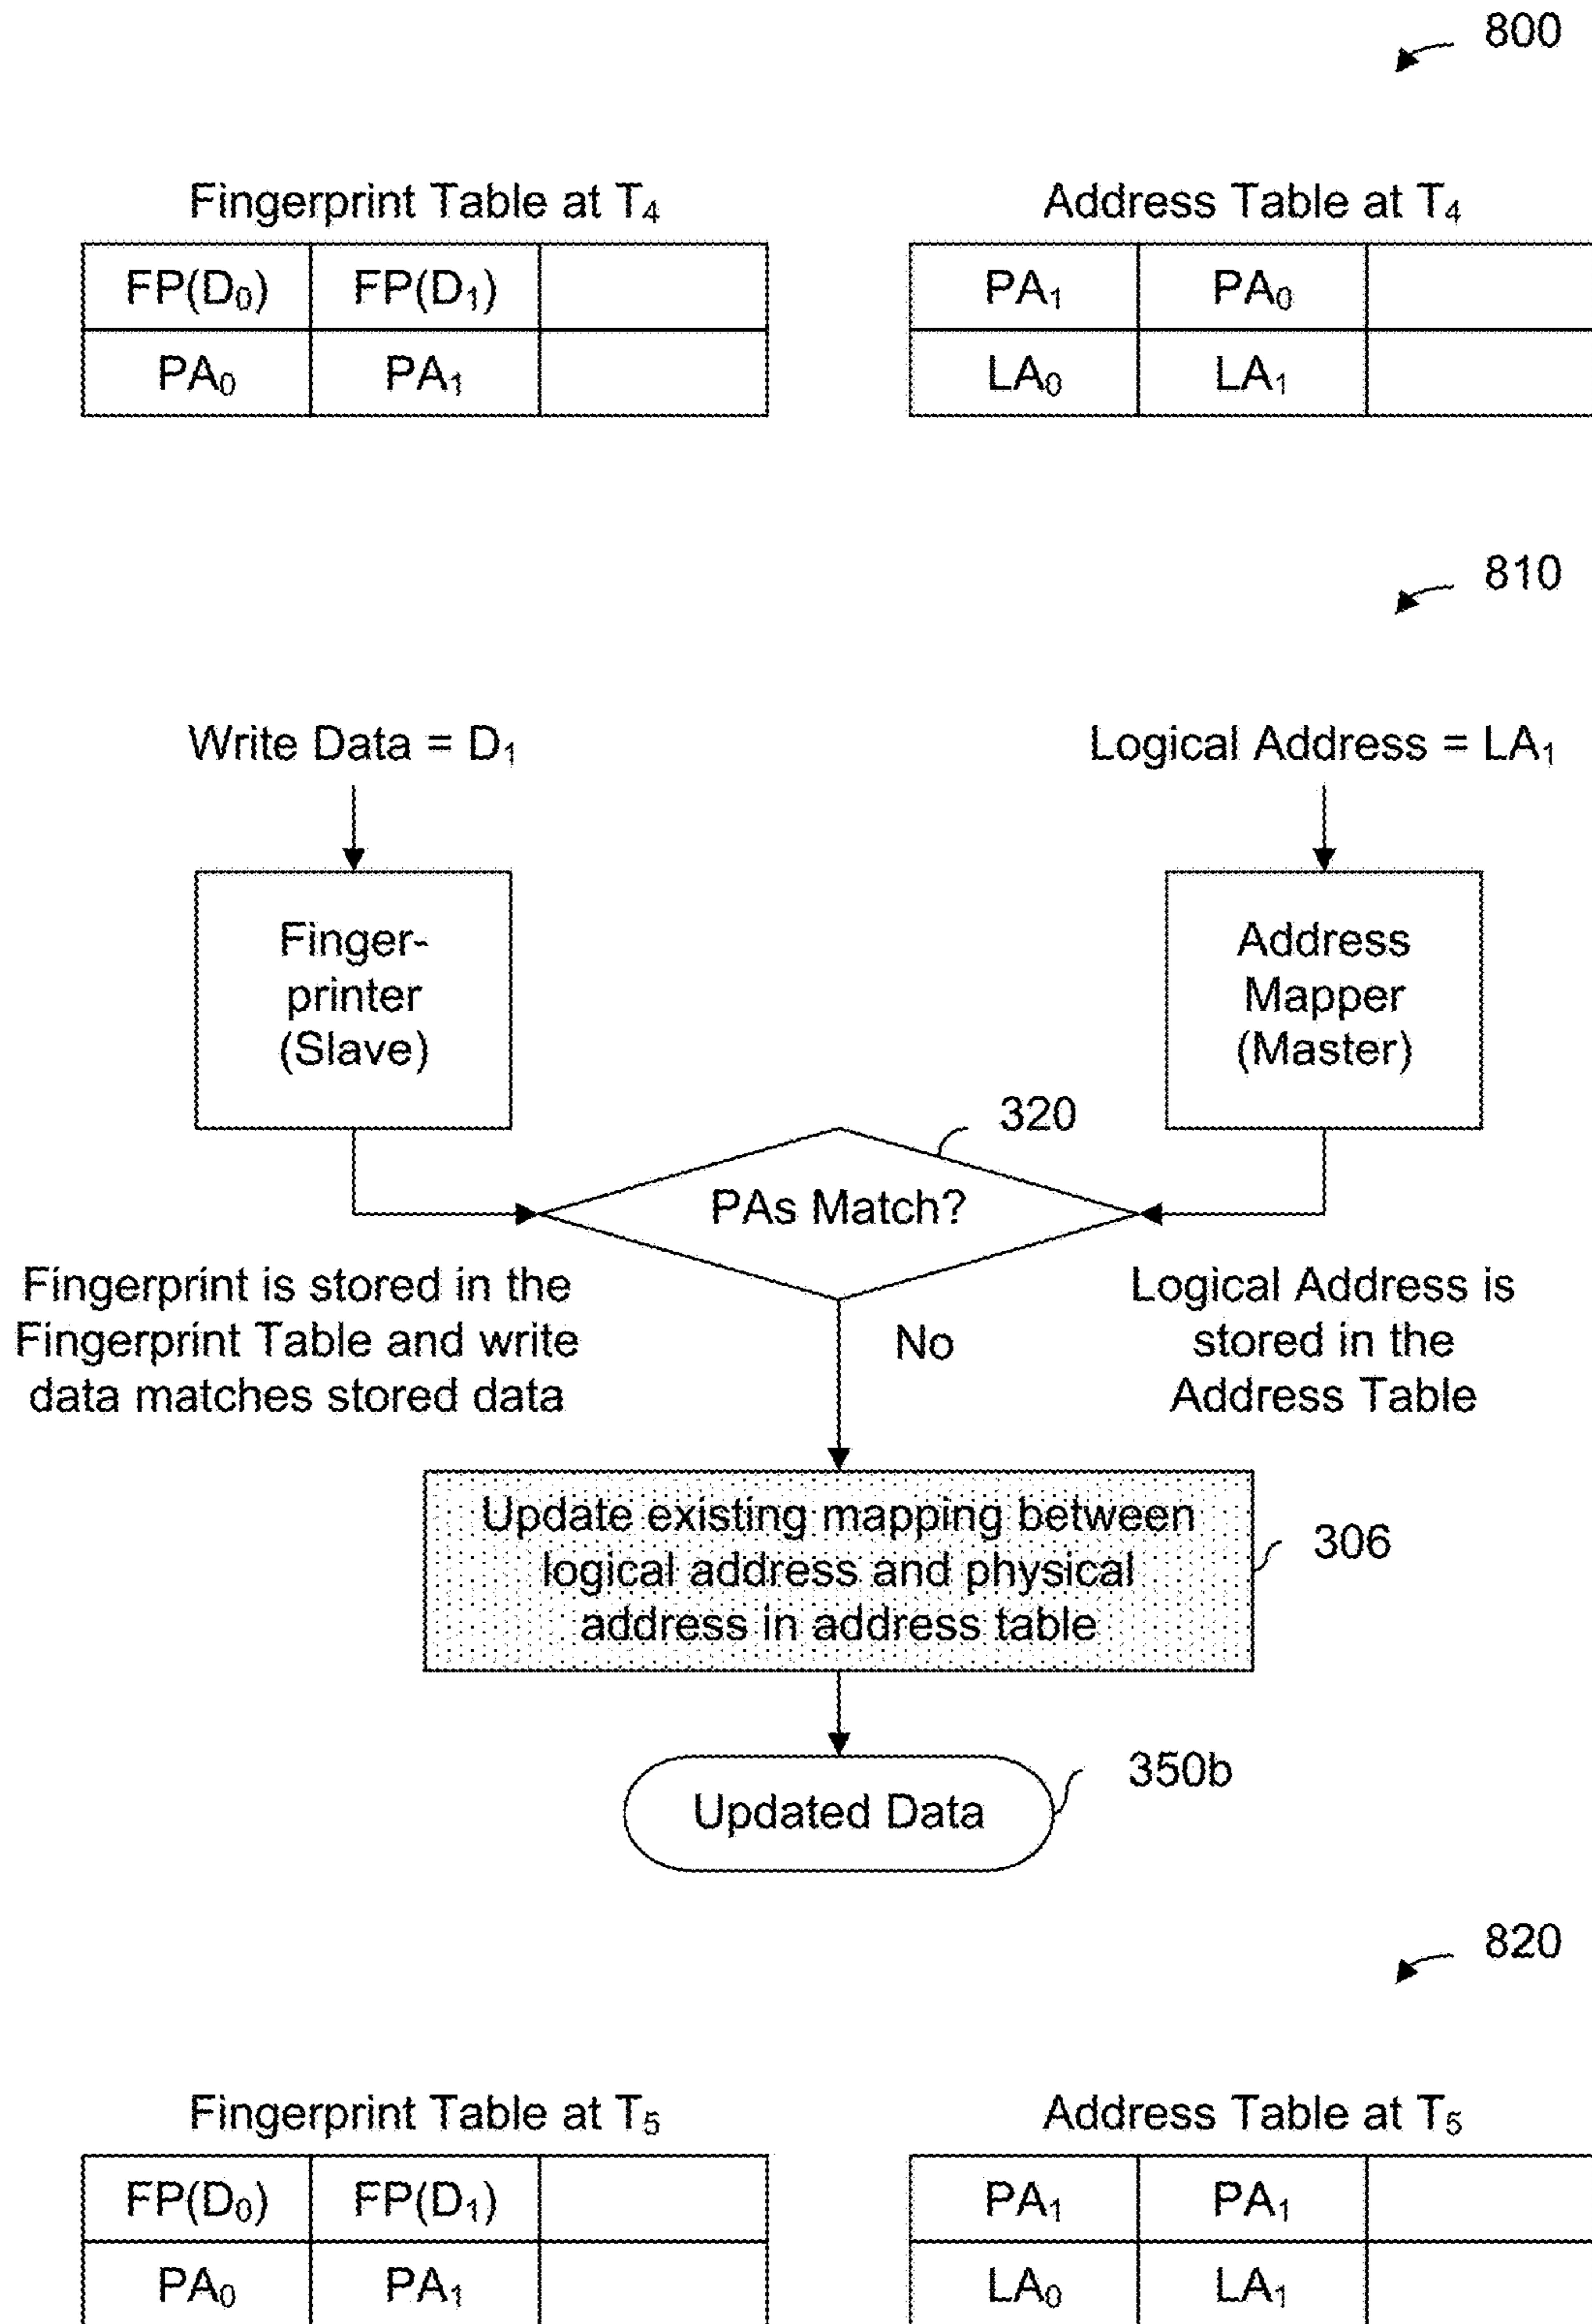 800
Fingerprint Table at T₄
Address Table at T₄
FP(D₀) FP(D₁)
PA₁ PA₀
PA₀ PA₁
LA₀ LA₁
810
Write Data = D₁
Logical Address = LA₁
Finger-
printer
(Slave)
Address
Mapper
(Master)
320
PAs Match?
Fingerprint is stored in the
Fingerprint Table and write
data matches stored data
No
Logical Address is
stored in the
Address Table
Update existing mapping between
logical address and physical
address in address table
306
Updated Data
350b
820
Fingerprint Table at T₅
Address Table at T₅
FP(D₀) FP(D₁)
PA₁ PA₁
PA₀ PA₁
LA₀ LA₁